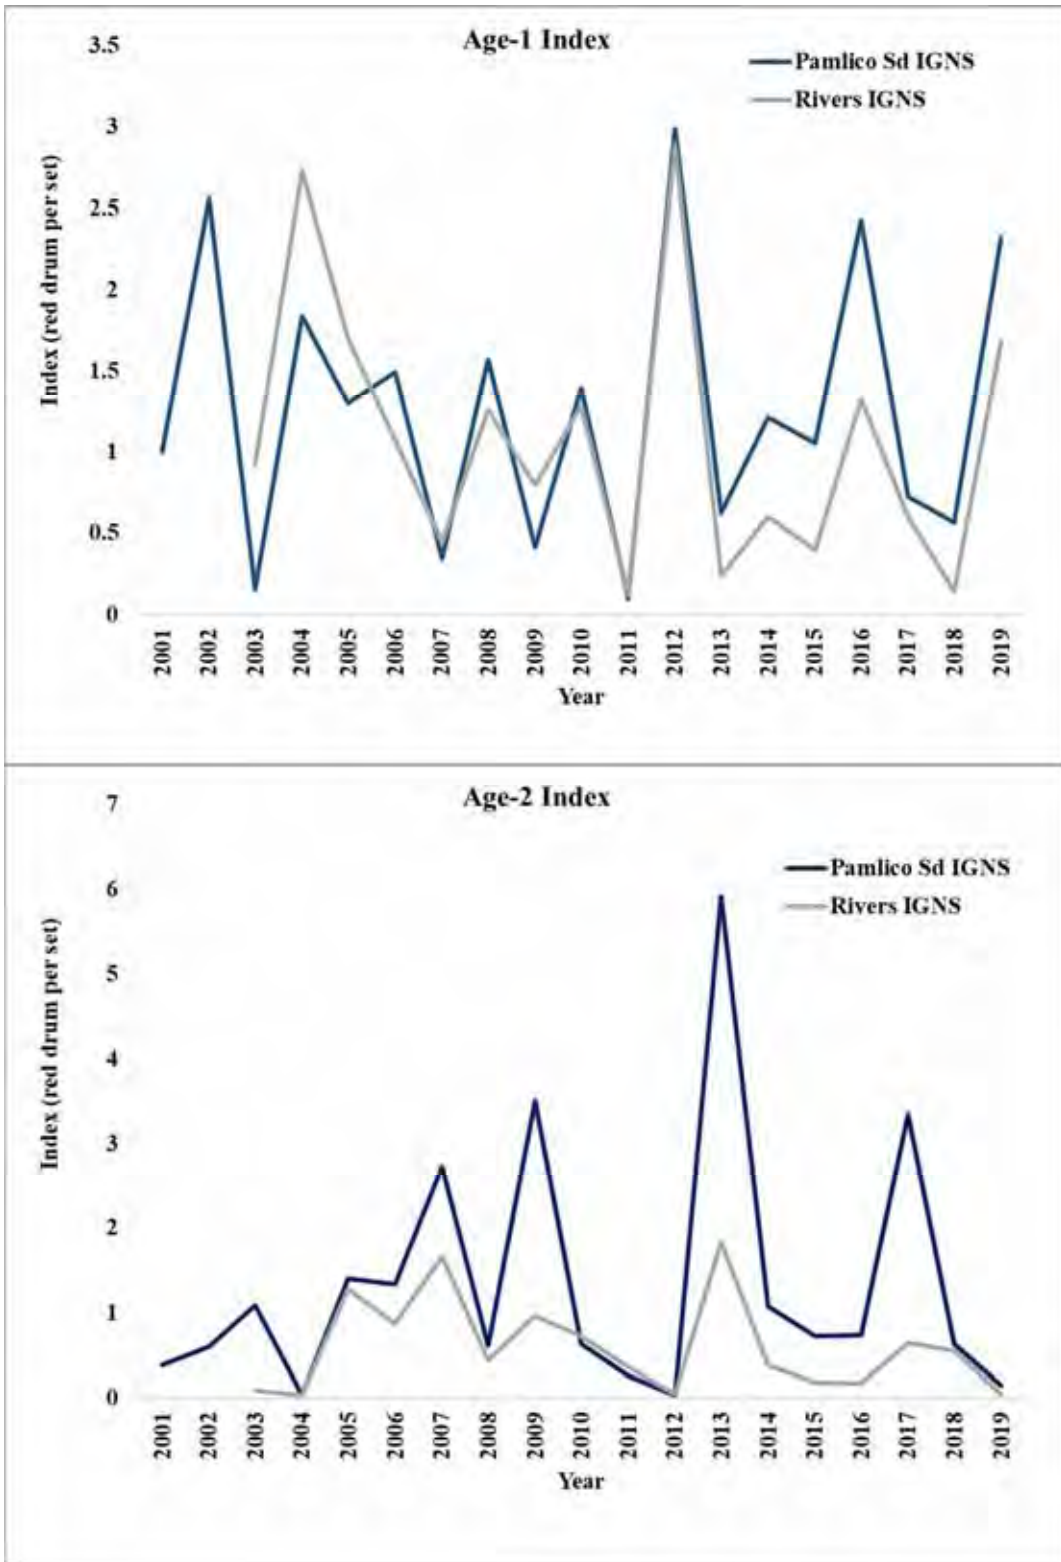 Age-1 Index
Pamlico Sd IGNS
Rivers IGNS
Index (red drum per set)
3.5
3
2.5
2
1.5
1
0.5
0
2001 2002 2003 2004 2005 2006 2007 2008 2009 2010 2011 2012 2013 2014 2015 2016 2017 2018 2019
Year
Age-2 Index
Pamlico Sd IGNS
Rivers IGNS
Index (red drum per set)
7
6
5
4
3
2
1
0
2001 2002 2003 2004 2005 2006 2007 2008 2009 2010 2011 2012 2013 2014 2015 2016 2017 2018 2019
Year